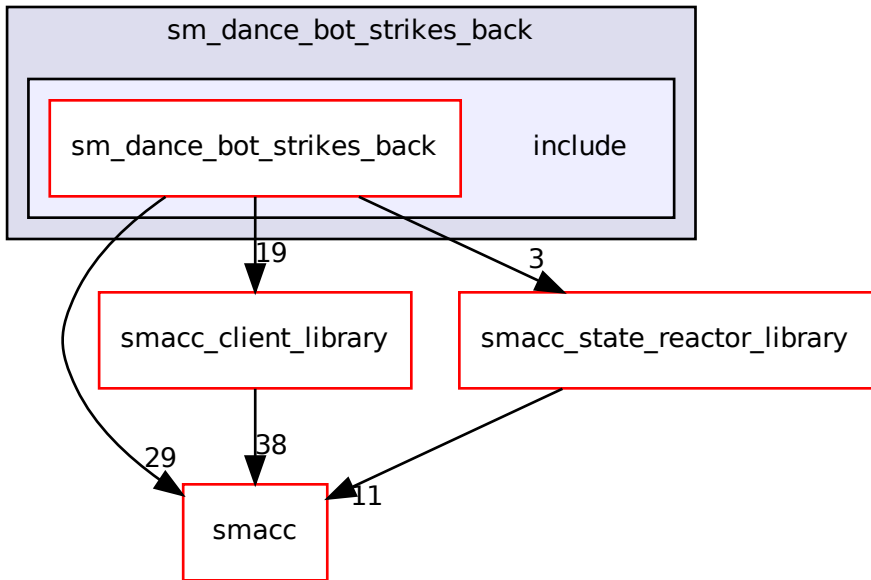 sm_dance_bot_strikes_back
sm_dance_bot_strikes_back
include
19
3
smacc_client_library
smacc_state_reactor_library
29
38
11
smacc